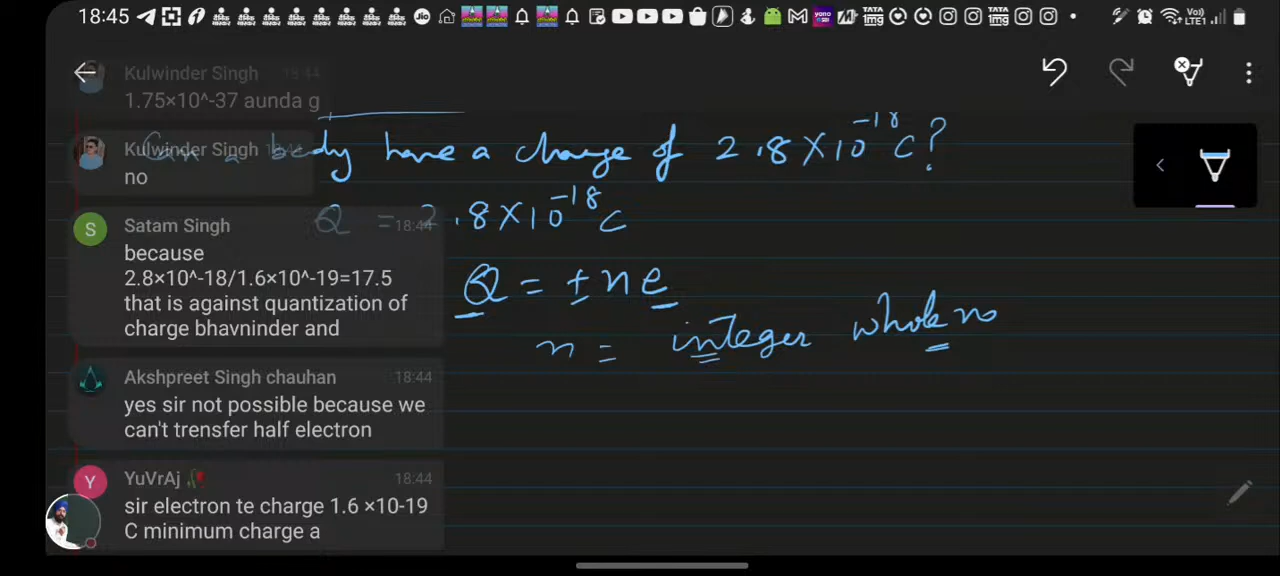 18:45
Kulwinder Singh 18:44
1.75×10^-37 aunda g
Kulwinder Singh 18:44
no
Can a body have a charge of 2.8×10^-18 C?
Q = 2.8×10^-18 C
Satam Singh 18:44
because
2.8×10^-18/1.6×10^-19=17.5
that is against quantization of
charge bhavninder and
Q = ± n e
n = integer whole no
Akshpreet Singh chauhan 18:44
yes sir not possible because we
can't trensfer half electron
YuVrAj 🥀 18:44
sir electron te charge 1.6 ×10-19
C minimum charge a